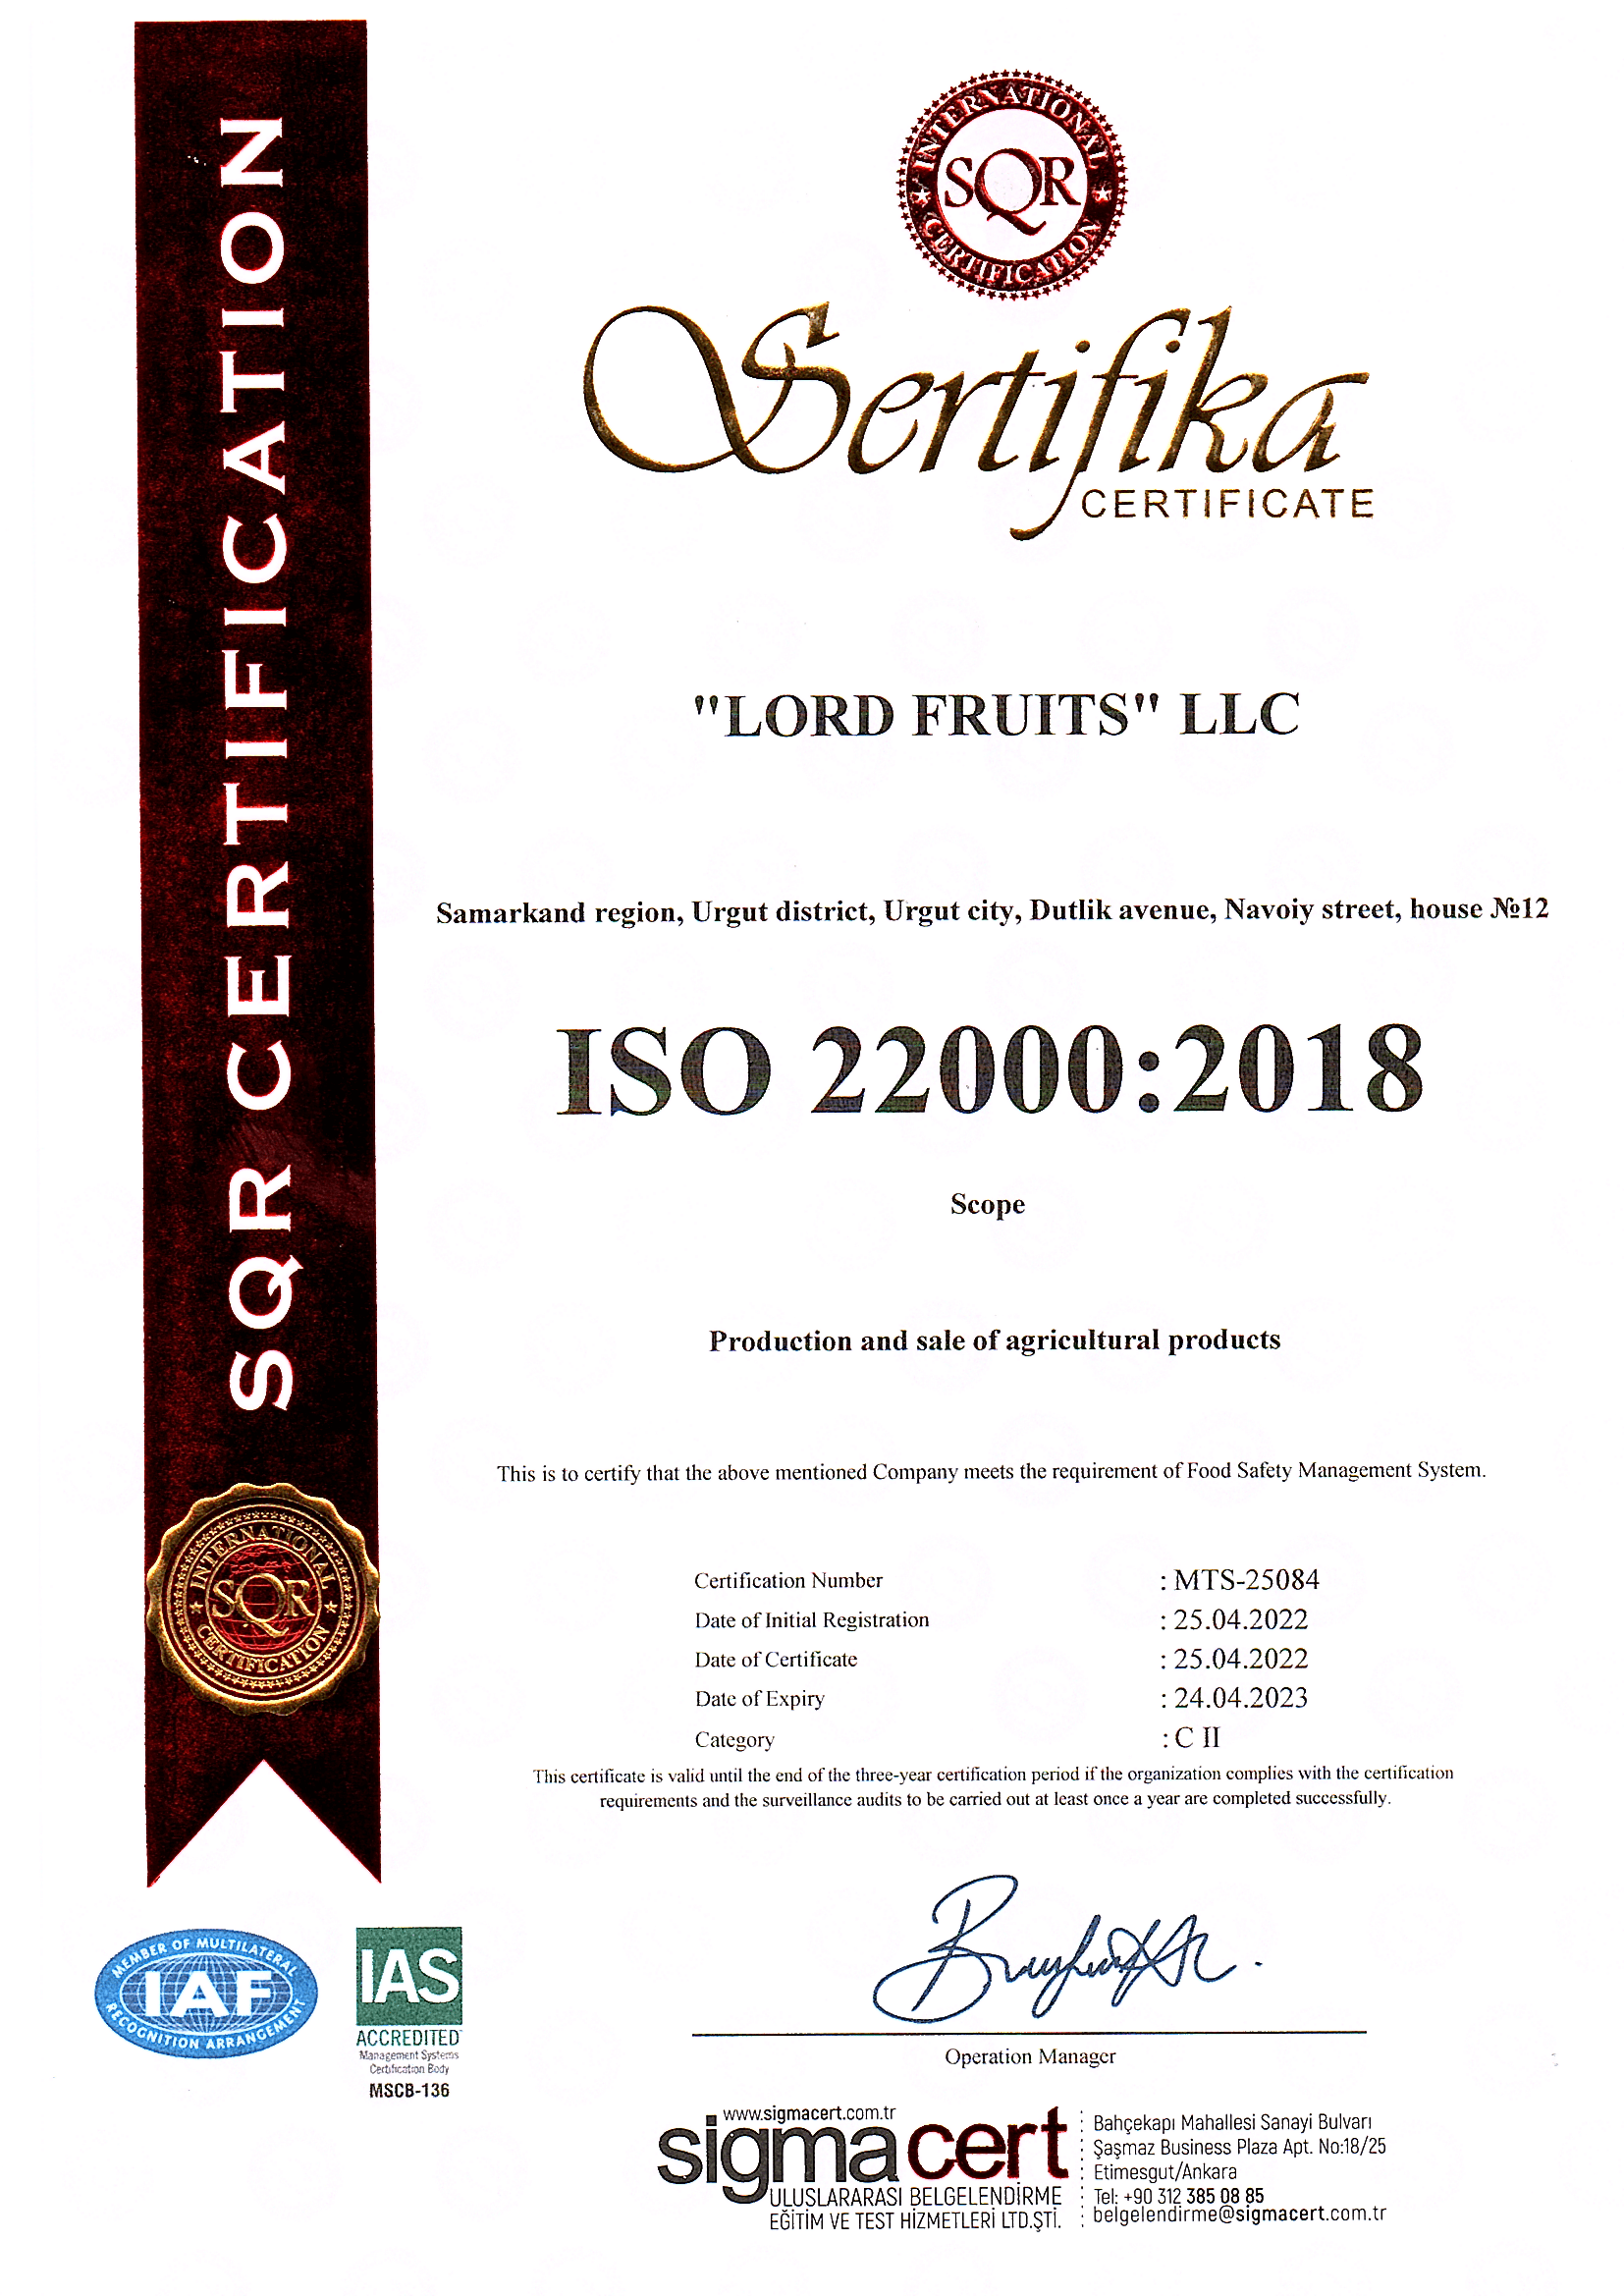 SQR CERTIFICATION
INTERNATIONAL
SQR
CERTIFICATION
Sertifika
CERTIFICATE
"LORD FRUITS" LLC
Samarkand region, Urgut district, Urgut city, Dutlik avenue, Navoiy street, house №12
ISO 22000:2018
Scope
Production and sale of agricultural products
This is to certify that the above mentioned Company meets the requirement of Food Safety Management System.
Certification Number : MTS-25084
Date of Initial Registration : 25.04.2022
Date of Certificate : 25.04.2022
Date of Expiry : 24.04.2023
Category : C II
This certificate is valid until the end of the three-year certification period if the organization complies with the certification
requirements and the surveillance audits to be carried out at least once a year are completed successfully.
INTERNATIONAL
SQR
CERTIFICATION
MEMBER OF MULTILATERAL
IAF
RECOGNITION ARRANGEMENT
IAS
ACCREDITED
Management Systems
Certification Body
MSCB-136
Operation Manager
www.sigmacert.com.tr
sigmacert
ULUSLARARASI BELGELENDİRME
EĞİTİM VE TEST HİZMETLERİ LTD.ŞTİ.
Bahçekapı Mahallesi Sanayi Bulvarı
Şaşmaz Business Plaza Apt. No:18/25
Etimesgut/Ankara
Tel: +90 312 385 08 85
belgelendirme@sigmacert.com.tr